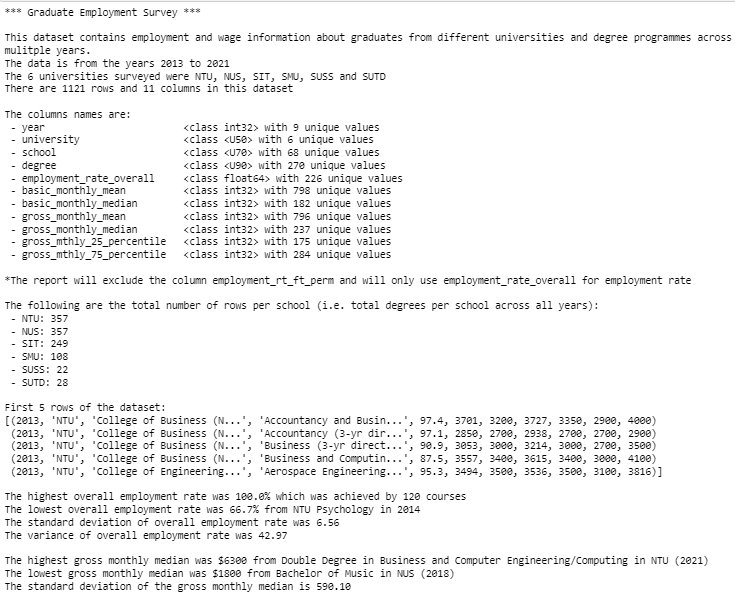 *** Graduate Employment Survey ***
This dataset contains employment and wage information about graduates from different universities and degree programmes across
mulitple years.
The data is from the years 2013 to 2021
The 6 universities surveyed were NTU, NUS, SIT, SMU, SUSS and SUTD
There are 1121 rows and 11 columns in this dataset
The columns names are:
- year <class int32> with 9 unique values
- university <class <U50> with 6 unique values
- school <class <U70> with 68 unique values
- degree <class <U90> with 270 unique values
- employment_rate_overall <class float64> with 226 unique values
- basic_monthly_mean <class int32> with 798 unique values
- basic_monthly_median <class int32> with 182 unique values
- gross_monthly_mean <class int32> with 796 unique values
- gross_monthly_median <class int32> with 237 unique values
- gross_mthly_25_percentile <class int32> with 175 unique values
- gross_mthly_75_percentile <class int32> with 284 unique values
*The report will exclude the column employment_rt_ft_perm and will only use employment_rate_overall for employment rate
The following are the total number of rows per school (i.e. total degrees per school across all years):
- NTU: 357
- NUS: 357
- SIT: 249
- SMU: 108
- SUSS: 22
- SUTD: 28
First 5 rows of the dataset:
[(2013, 'NTU', 'College of Business (N...', 'Accountancy and Busin...', 97.4, 3701, 3200, 3727, 3350, 2900, 4000)
(2013, 'NTU', 'College of Business (N...', 'Accountancy (3-yr dir...', 97.1, 2850, 2700, 2938, 2700, 2700, 2900)
(2013, 'NTU', 'College of Business (N...', 'Business (3-yr direct...', 90.9, 3053, 3000, 3214, 3000, 2700, 3500)
(2013, 'NTU', 'College of Business (N...', 'Business and Computin...', 87.5, 3557, 3400, 3615, 3400, 3000, 4100)
(2013, 'NTU', 'College of Engineering...', 'Aerospace Engineering...', 95.3, 3494, 3500, 3536, 3500, 3100, 3816)]
The highest overall employment rate was 100.0% which was achieved by 120 courses
The lowest overall employment rate was 66.7% from NTU Psychology in 2014
The standard deviation of overall employment rate was 6.56
The variance of overall employment rate was 42.97
The highest gross monthly median was $6300 from Double Degree in Business and Computer Engineering/Computing in NTU (2021)
The lowest gross monthly median was $1800 from Bachelor of Music in NUS (2018)
The standard deviation of the gross monthly median is 590.10